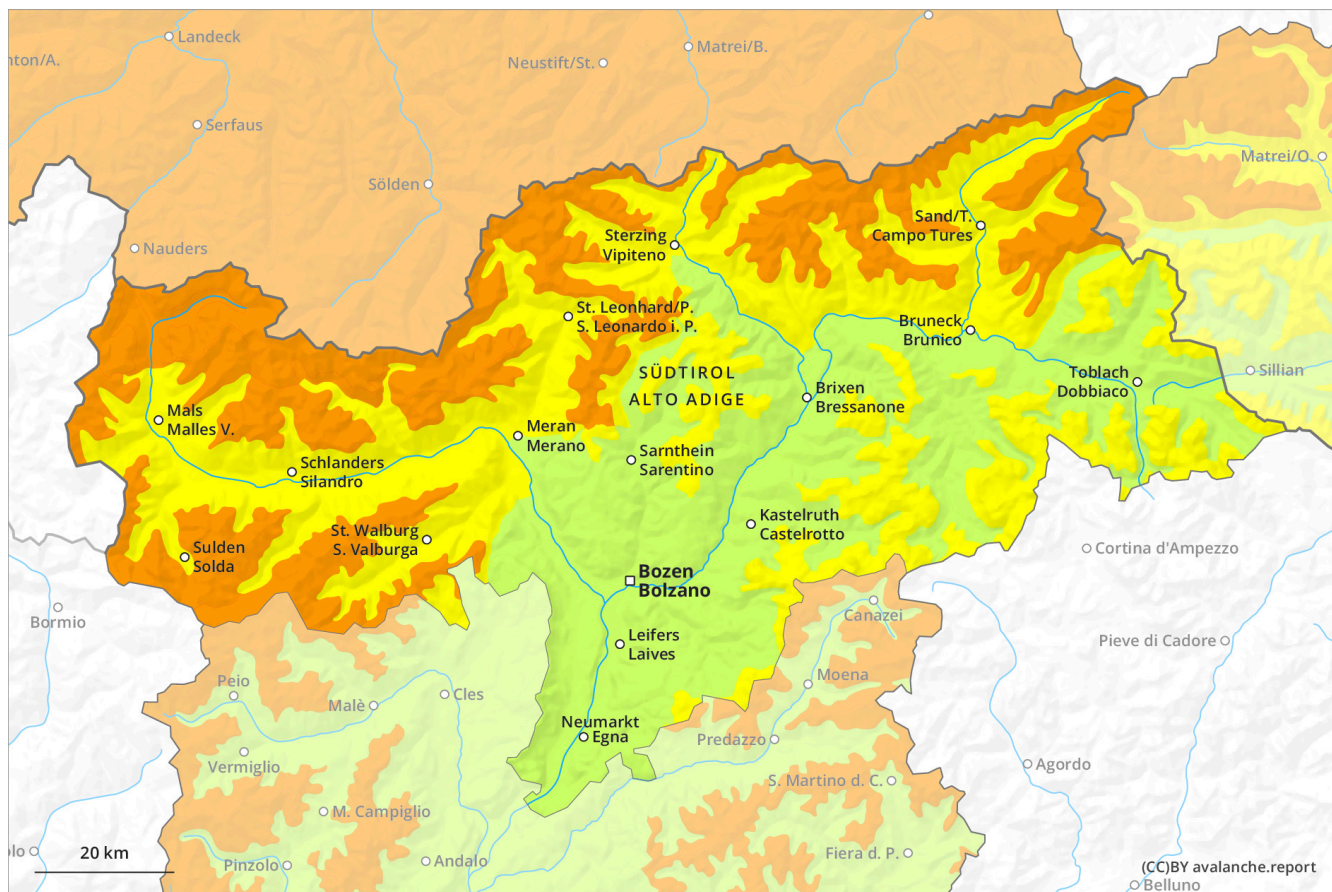 Landeck
Matrei/B.
nton/A.
Neustift/St.
Serfaus
Matrei/O.
Sölden
Sand/T.
Campo Tures
Sterzing
Vipiteno
Nauders
St. Leonhard/P.
S. Leonardo i. P.
Bruneck
Brunico
SÜDTIROL
ALTO ADIGE
Toblach
Dobbiaco
Sillian
Brixen
Bressanone
Mals
Malles V.
Meran
Merano
Sarnthein
Sarentino
Schlanders
Silandro
Kastelruth
Castelrotto
St. Walburg
S. Valburga
Sulden
Solda
Cortina d'Ampezzo
Bozen
Bolzano
Bormio
Canazei
Leifers
Laives
Pieve di Cadore
Peio
Malè
Cles
Moena
Neumarkt
Egna
Predazzo
Vermiglio
Agordo
S. Martino d. C.
M. Campiglio
olo
20 km
Pinzolo
Andalo
Fiera d. P.
(CC)BY avalanche.report
Belluno